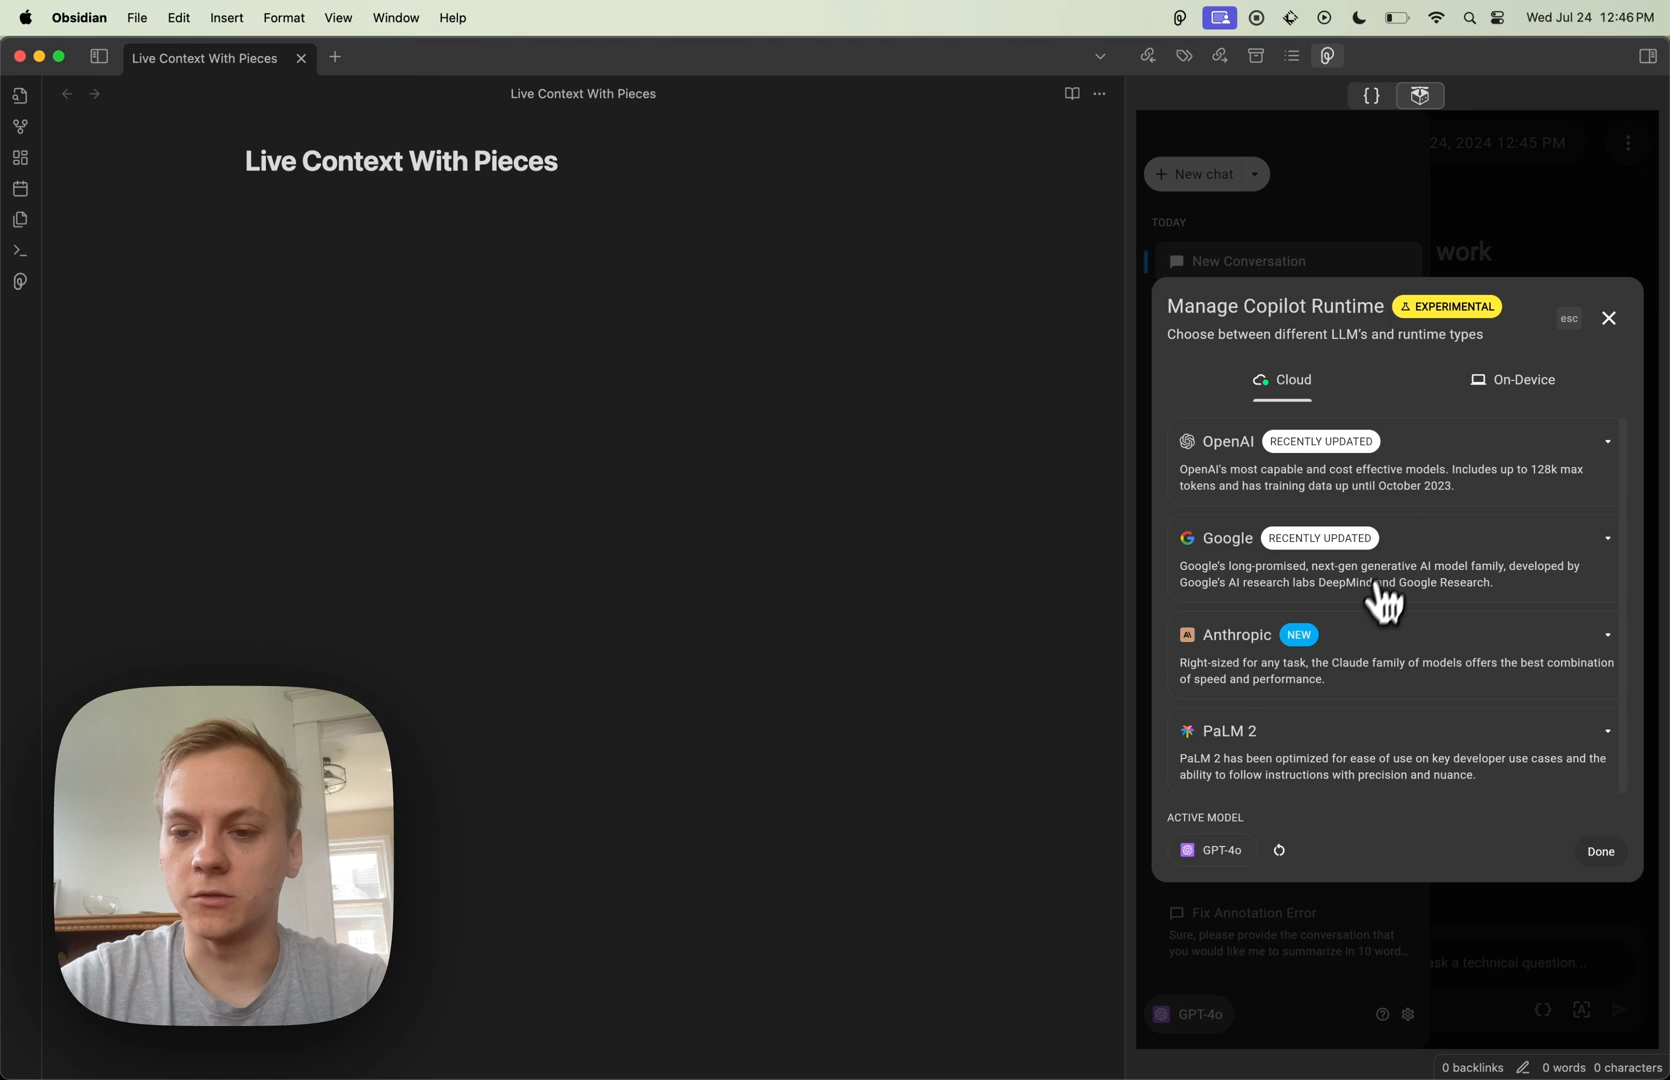 Obsidian File Edit Insert Format View Window Help
Wed Jul 24 12:46 PM
Live Context With Pieces
Live Context With Pieces
Live Context With Pieces
24, 2024 12:45 PM
New chat
TODAY
New Conversation
work
Manage Copilot Runtime EXPERIMENTAL
esc
Choose between different LLM's and runtime types
Cloud
On-Device
OpenAI RECENTLY UPDATED
OpenAI's most capable and cost effective models. Includes up to 128k max
tokens and has training data up until October 2023.
Google RECENTLY UPDATED
Google's long-promised, next-gen generative AI model family, developed by
Google's AI research labs DeepMind and Google Research.
Anthropic NEW
Right-sized for any task, the Claude family of models offers the best combination
of speed and performance.
PaLM 2
PaLM 2 has been optimized for ease of use on key developer use cases and the
ability to follow instructions with precision and nuance.
ACTIVE MODEL
GPT-4o
Done
Fix Annotation Error
Sure, please provide the conversation that
you would like me to summarize in 10 word...
ask a technical question...
GPT-4o
0 backlinks 0 words 0 characters